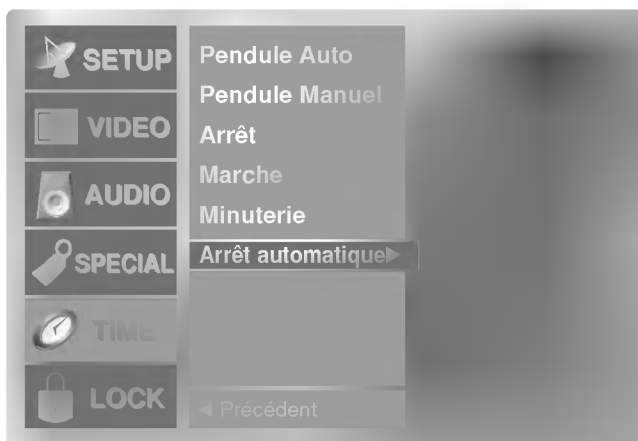 SETUP
VIDEO
AUDIO
SPECIAL
TIME
LOCK
Pendule Auto
Pendule Manuel
Arrêt
Marche
Minuterie
Arrêt automatique►
◄ Précédent